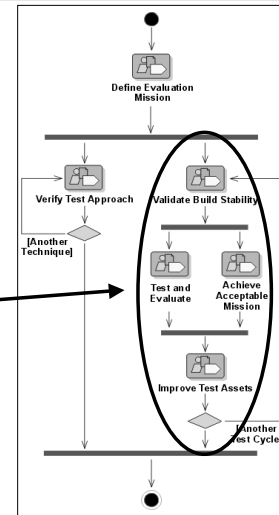 Define Evaluation
Mission
Verify Test Approach
Validate Build Stability
[Another
Technique]
Test and
Evaluate
Achieve
Acceptable
Mission
Improve Test Assets
[Another
Test Cycle